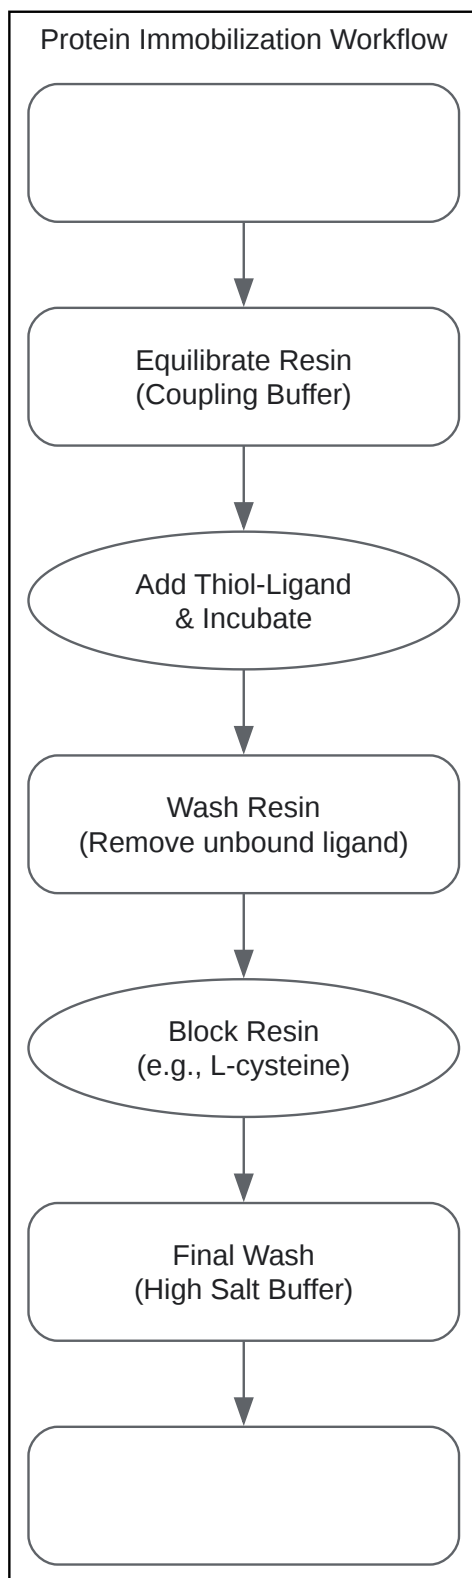 Protein Immobilization Workflow
Equilibrate Resin
(Coupling Buffer)
Add Thiol-Ligand
& Incubate
Wash Resin
(Remove unbound ligand)
Block Resin
(e.g., L-cysteine)
Final Wash
(High Salt Buffer)